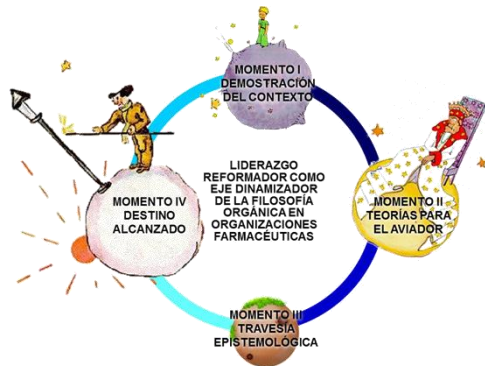 MOMENTO I
DEMOSTRACIÓN
DEL CONTEXTO
LIDERAZGO
REFORMADOR COMO
EJE DINAMIZADOR
DE LA FILOSOFÍA
ORGÁNICA EN
ORGANIZACIONES
FARMACÉUTICAS
MOMENTO II
TEORÍAS PARA
EL AVIADOR
MOMENTO III
TRAVESÍA
EPISTEMOLÓGICA
MOMENTO IV
DESTINO
ALCANZADO